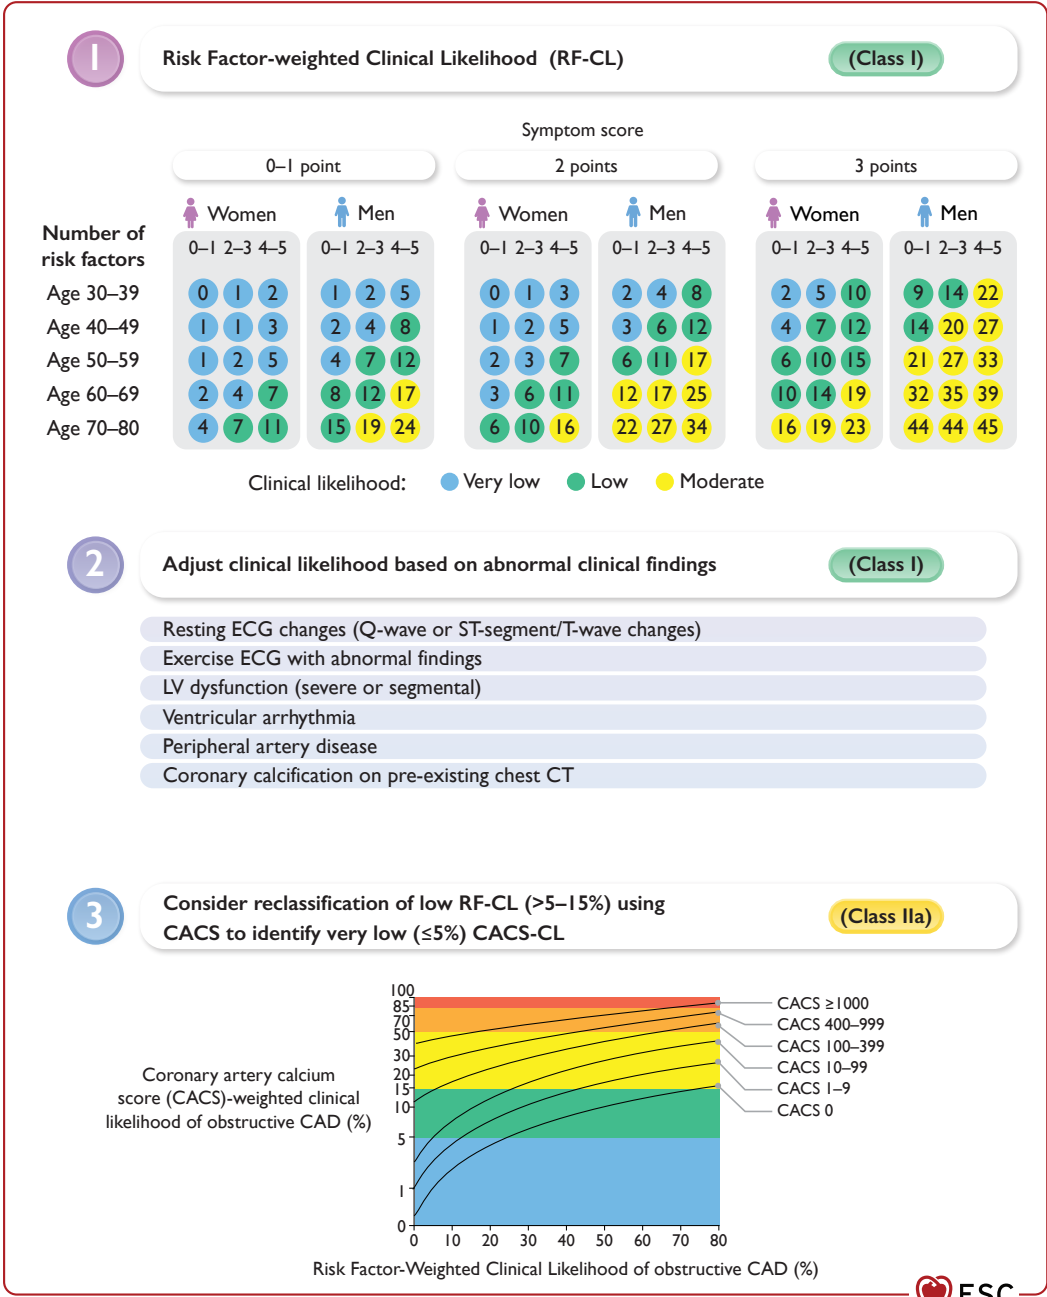 1
Risk Factor-weighted Clinical Likelihood (RF-CL)
(Class I)
Symptom score
0–1 point
2 points
3 points
Women Men Women Men Women Men
Number of
risk factors
0–1 2–3 4–5 0–1 2–3 4–5 0–1 2–3 4–5 0–1 2–3 4–5 0–1 2–3 4–5 0–1 2–3 4–5
Age 30–39 0 1 2 1 2 5 0 1 3 2 4 8 2 5 10 9 14 22
Age 40–49 1 1 3 2 4 8 1 2 5 3 6 12 4 7 12 14 20 27
Age 50–59 1 2 5 4 7 12 2 3 7 6 11 17 6 10 15 21 27 33
Age 60–69 2 4 7 8 12 17 3 6 11 12 17 25 10 14 19 32 35 39
Age 70–80 4 7 11 15 19 24 6 10 16 22 27 34 16 19 23 44 44 45
Clinical likelihood: Very low Low Moderate
2
Adjust clinical likelihood based on abnormal clinical findings
(Class I)
Resting ECG changes (Q-wave or ST-segment/T-wave changes)
Exercise ECG with abnormal findings
LV dysfunction (severe or segmental)
Ventricular arrhythmia
Peripheral artery disease
Coronary calcification on pre-existing chest CT
3
Consider reclassification of low RF-CL (>5–15%) using
CACS to identify very low (≤5%) CACS-CL
(Class IIa)
Coronary artery calcium
score (CACS)-weighted clinical
likelihood of obstructive CAD (%)
100
85
70
50
30
20
15
10
5
1
0
CACS ≥1000
CACS 400–999
CACS 100–399
CACS 10–99
CACS 1–9
CACS 0
0 10 20 30 40 50 60 70 80
Risk Factor-Weighted Clinical Likelihood of obstructive CAD (%)
ESC